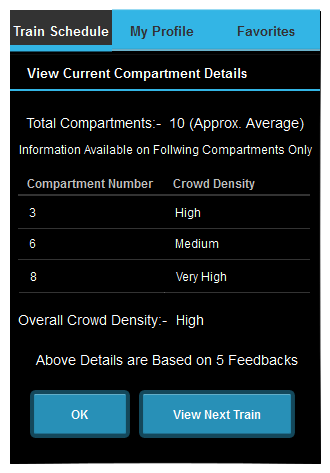 Train Schedule My Profile Favorites
View Current Compartment Details
Total Compartments:- 10 (Approx. Average)
Information Available on Follwing Compartments Only
Compartment Number Crowd Density
3 High
6 Medium
8 Very High
Overall Crowd Density:- High
Above Details are Based on 5 Feedbacks
OK View Next Train